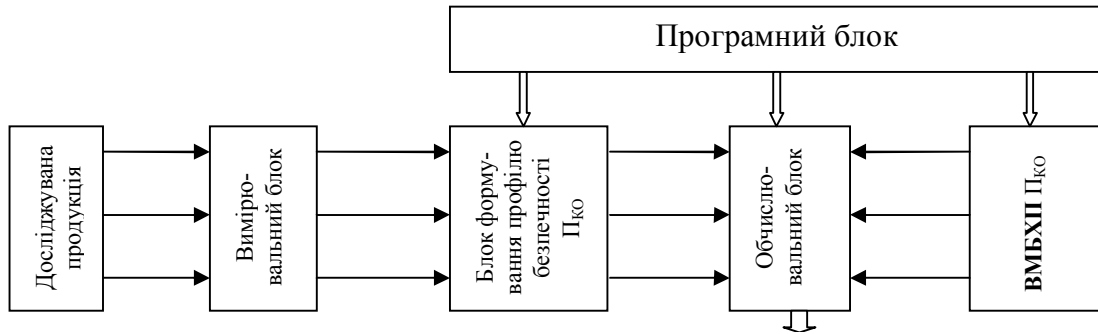 Програмний блок
Досліджувана
продукція
Вимірю-
вальний блок
Блок форму-
вання профілю
безпечності
ПКО
Обчислю-
вальний блок
ВМБХП ПКО